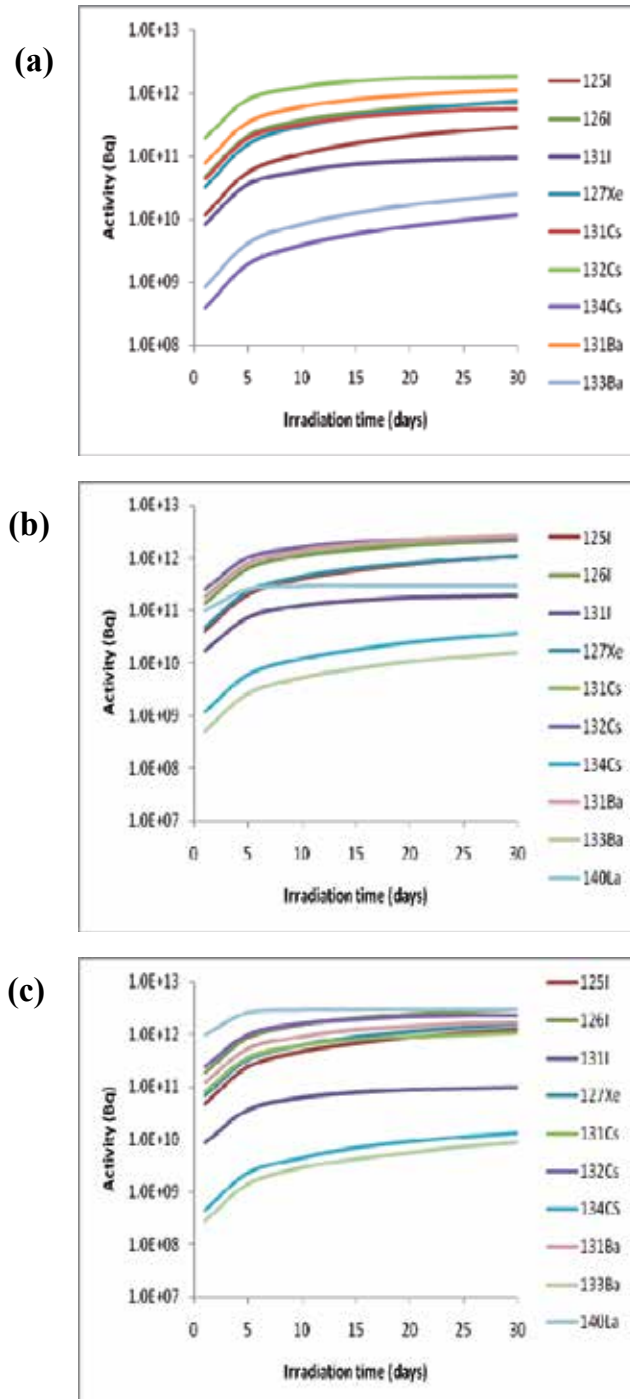 (a)
1.0E+13
1.0E+12
1.0E+11
1.0E+10
1.0E+09
1.0E+08
Activity (Bq)
0 5 10 15 20 25 30
Irradiation time (days)
125I
126I
131I
127Xe
131Cs
132Cs
134Cs
131Ba
133Ba
(b)
1.0E+13
1.0E+12
1.0E+11
1.0E+10
1.0E+09
1.0E+08
1.0E+07
Activity (Bq)
0 5 10 15 20 25 30
Irradiation time (days)
125I
126I
131I
127Xe
131Cs
132Cs
134Cs
131Ba
133Ba
140La
(c)
1.0E+13
1.0E+12
1.0E+11
1.0E+10
1.0E+09
1.0E+08
1.0E+07
Activity (Bq)
0 5 10 15 20 25 30
Irradiation time (days)
125I
126I
131I
127Xe
131Cs
132Cs
134CS
131Ba
133Ba
140La